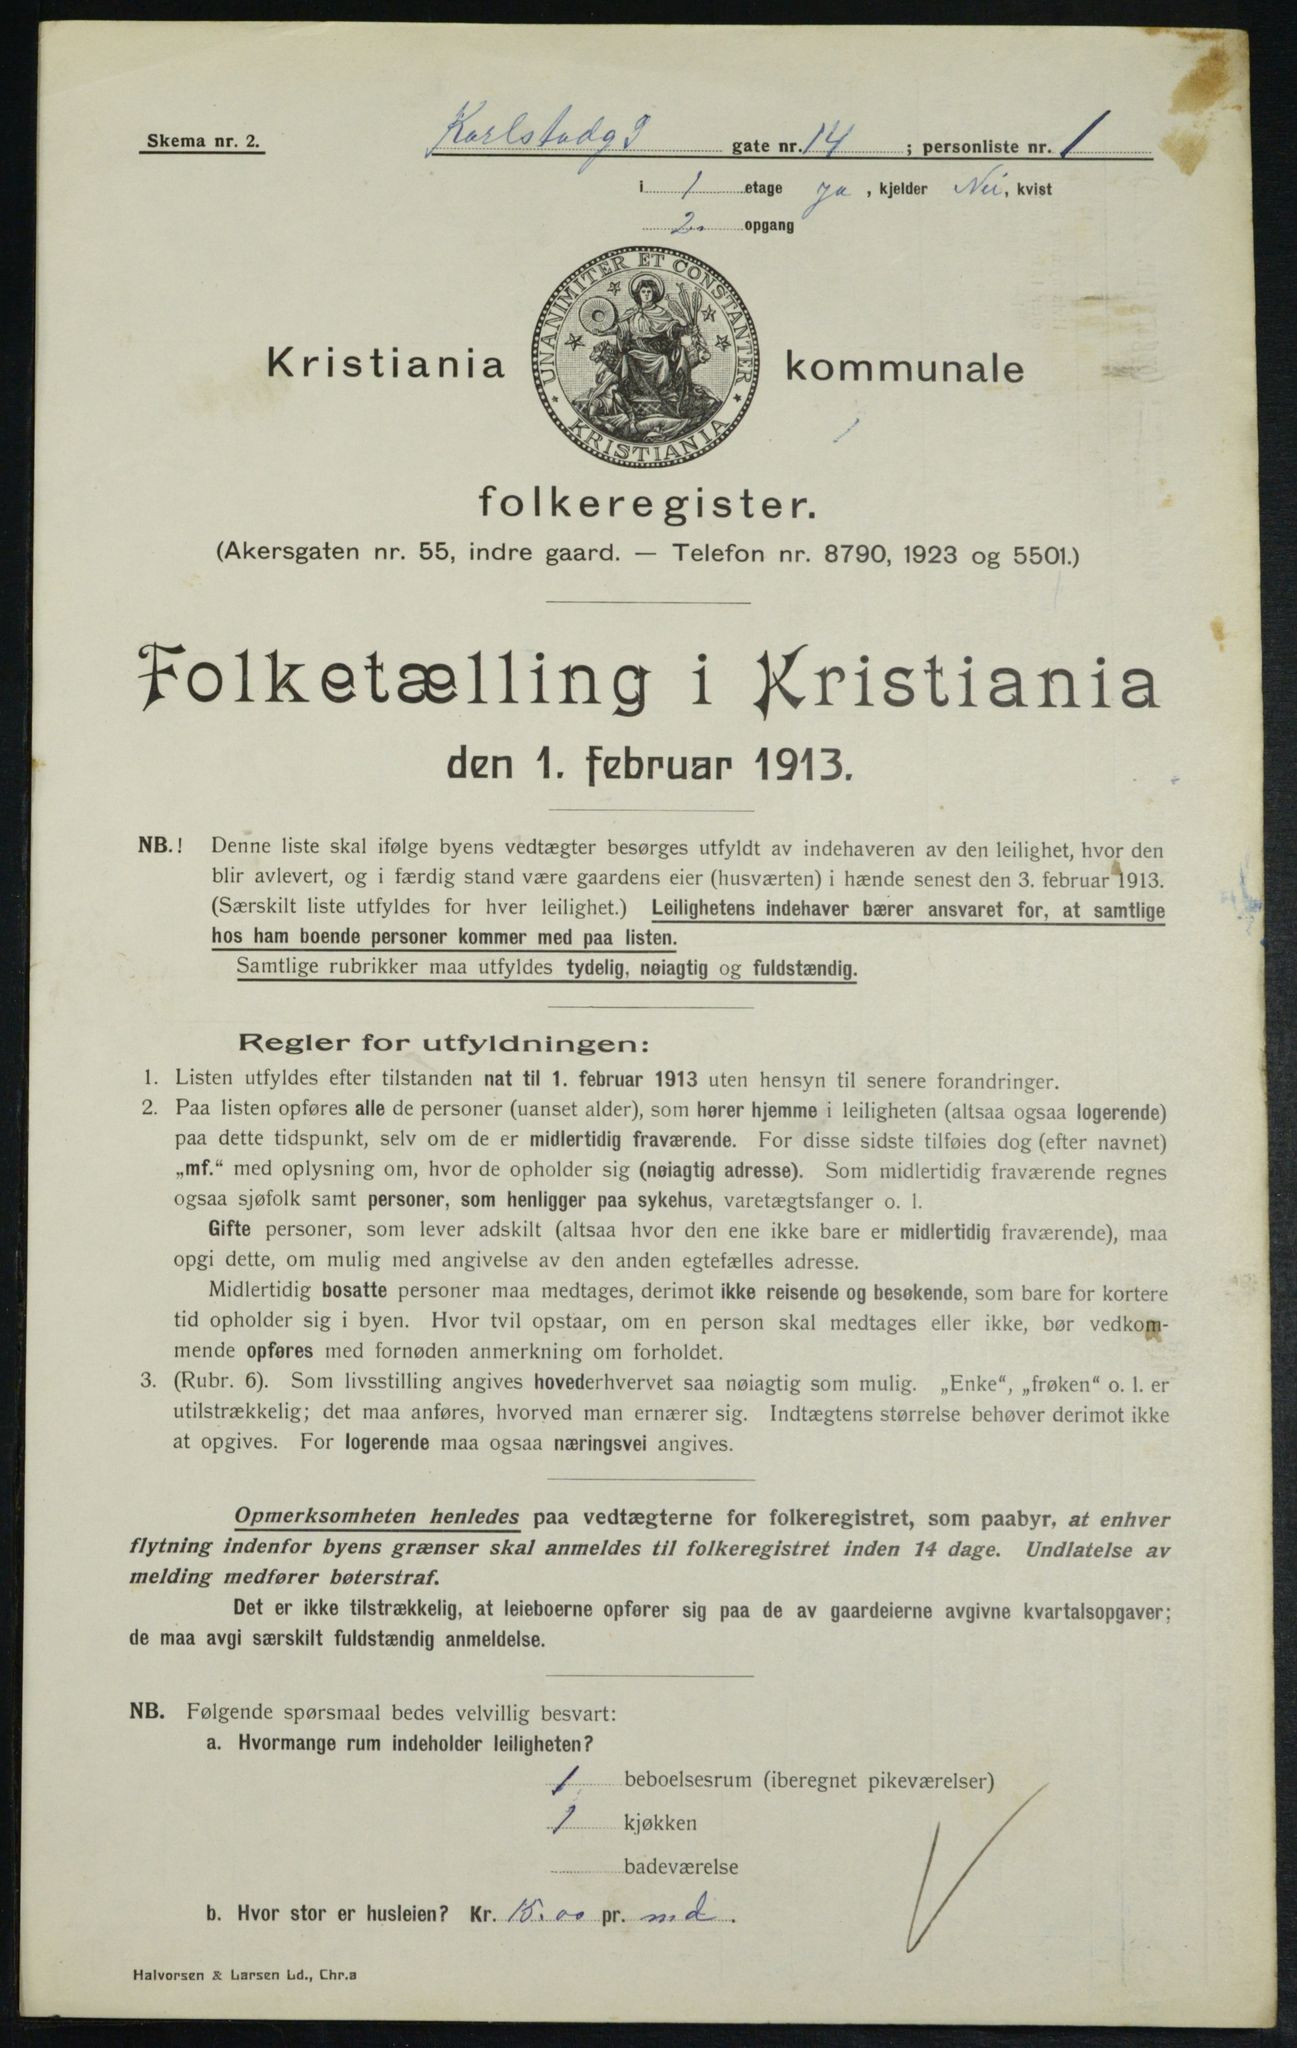 Skema nr. 2. Karlstadg gate nr. 14 ; personliste nr. 1
i 1 etage ja , kjelder Nei, kvist
2. opgang
UNANIMITER ET CONSTANTER
KRISTIANIA
Kristiania kommunale
folkeregister.
(Akersgaten nr. 55, indre gaard. — Telefon nr. 8790, 1923 og 5501.)
Folketælling i Kristiania
den 1. februar 1913.
NB.! Denne liste skal ifølge byens vedtægter besørges utfyldt av indehaveren av den leilighet, hvor den
blir avlevert, og i færdig stand være gaardens eier (husværten) i hænde senest den 3. februar 1913.
(Særskilt liste utfyldes for hver leilighet.) Leilighetens indehaver bærer ansvaret for, at samtlige
hos ham boende personer kommer med paa listen.
Samtlige rubrikker maa utfyldes tydelig, nøiagtig og fuldstændig.
Regler for utfyldningen:
1. Listen utfyldes efter tilstanden nat til 1. februar 1913 uten hensyn til senere forandringer.
2. Paa listen opføres alle de personer (uanset alder), som hører hjemme i leiligheten (altsaa ogsaa logerende)
paa dette tidspunkt, selv om de er midlertidig fraværende. For disse sidste tilføies dog (efter navnet)
„mf.“ med oplysning om, hvor de opholder sig (nøiagtig adresse). Som midlertidig fraværende regnes
ogsaa sjøfolk samt personer, som henligger paa sykehus, varetægtsfanger o. l.
Gifte personer, som lever adskilt (altsaa hvor den ene ikke bare er midlertidig fraværende), maa
opgi dette, om mulig med angivelse av den anden egtefælles adresse.
Midlertidig bosatte personer maa medtages, derimot ikke reisende og besøkende, som bare for kortere
tid opholder sig i byen. Hvor tvil opstaar, om en person skal medtages eller ikke, bør vedkom-
mende opføres med fornøden anmerkning om forholdet.
3. (Rubr. 6). Som livsstilling angives hovederhvervet saa nøiagtig som mulig. „Enke“, „frøken“ o. l. er
utilstrækkelig; det maa anføres, hvorved man ernærer sig. Indtægtens størrelse behøver derimot ikke
at opgives. For logerende maa ogsaa næringsvei angives.
Opmerksomheten henledes paa vedtægterne for folkeregistret, som paabyr, at enhver
flytning indenfor byens grænser skal anmeldes til folkeregistret inden 14 dage. Undlatelse av
melding medfører bøterstraf.
Det er ikke tilstrækkelig, at leieboerne opfører sig paa de av gaardeierne avgivne kvartalsopgaver;
de maa avgi særskilt fuldstændig anmeldelse.
NB. Følgende spørsmaal bedes velvillig besvart:
a. Hvormange rum indeholder leiligheten?
1 beboelsesrum (iberegnet pikeværelser)
1 kjøkken
badeværelse
b. Hvor stor er husleien? Kr. 15.00 pr. md.
Halvorsen & Larsen Ld., Chr.a